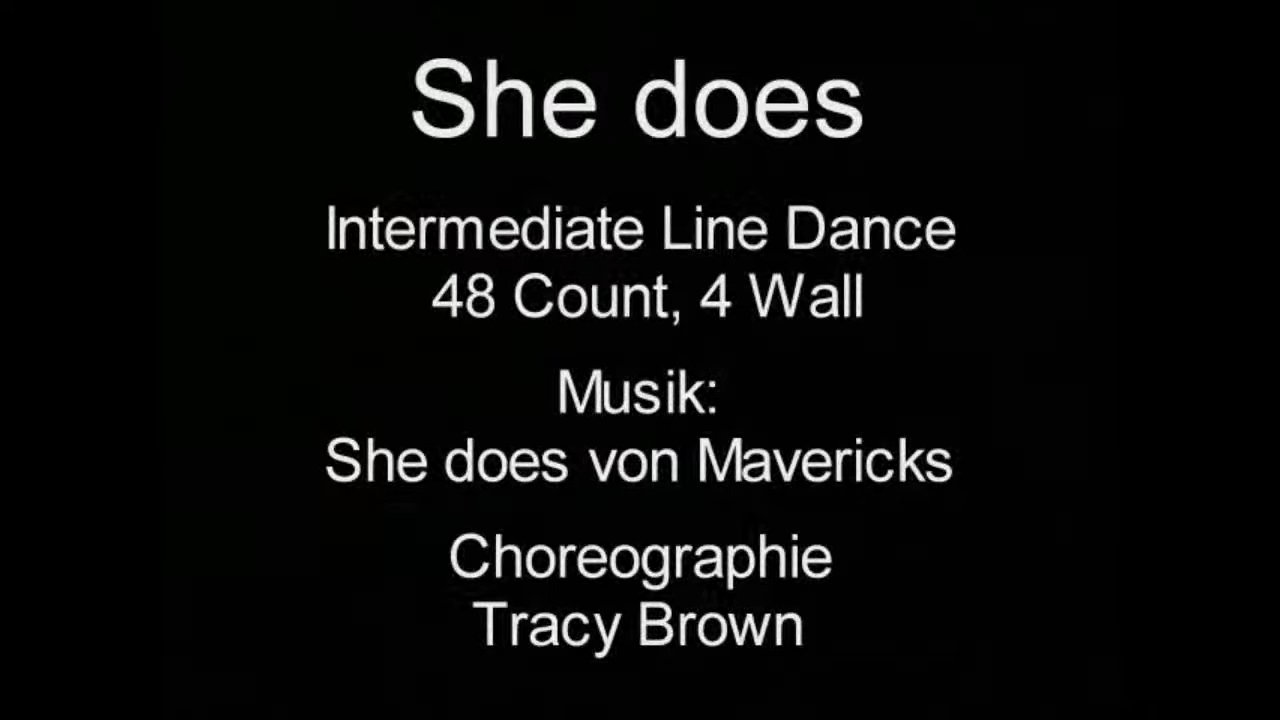 She does
Intermediate Line Dance
48 Count, 4 Wall
Musik:
She does von Mavericks
Choreographie
Tracy Brown